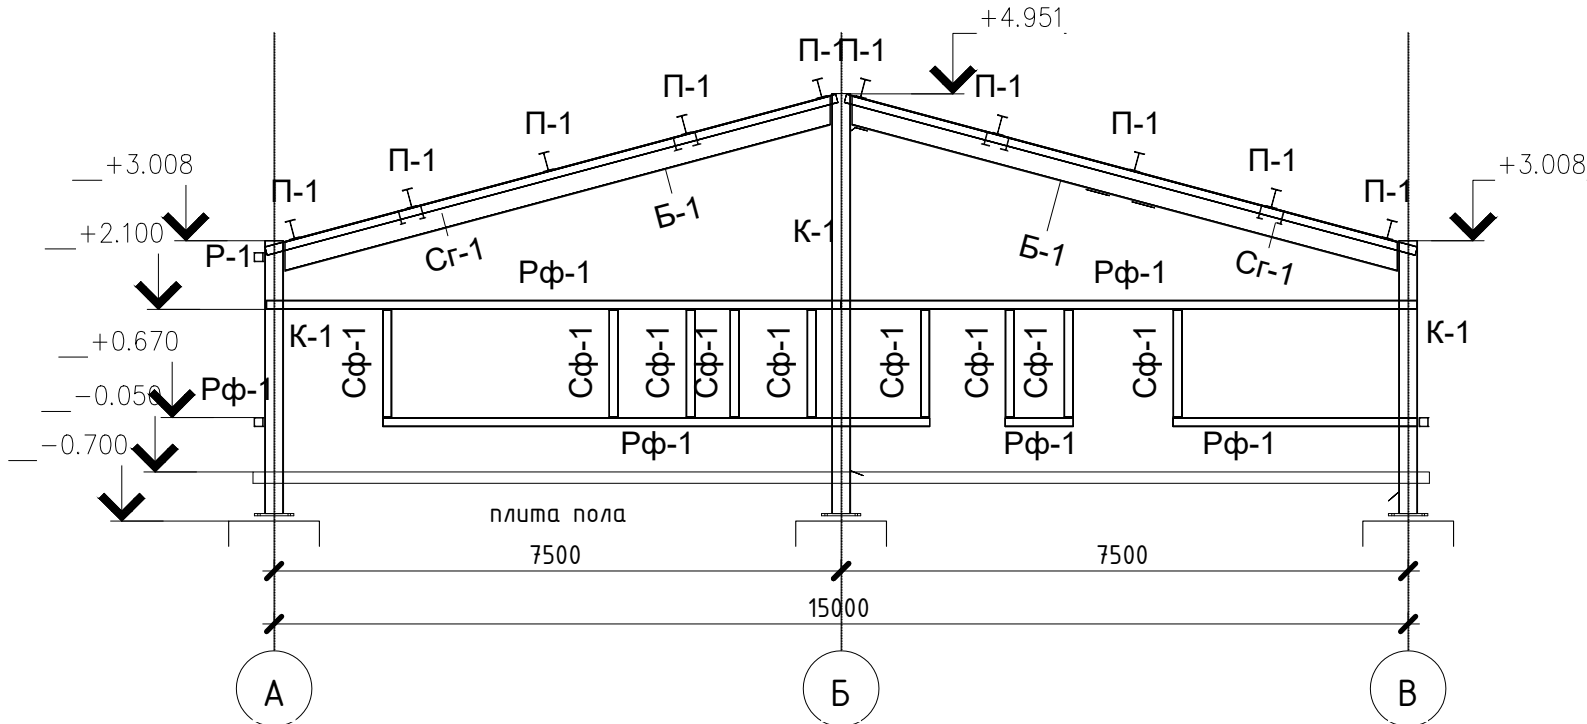 +4.951
П-1 П-1
П-1 П-1
П-1 П-1
+3.008 П-1 П-1 +3.008
П-1 П-1
Б-1
+2.100 К-1
Р-1 Сг-1 Б-1 Сг-1
Рф-1 Рф-1
+0.670 К-1 К-1
Сф-1 Сф-1 Сф-1 Сф-1 Сф-1 Сф-1 Сф-1 Сф-1 Сф-1
-0.050 Рф-1
-0.700 Рф-1 Рф-1 Рф-1
плита пола
7500 7500
15000
А Б В